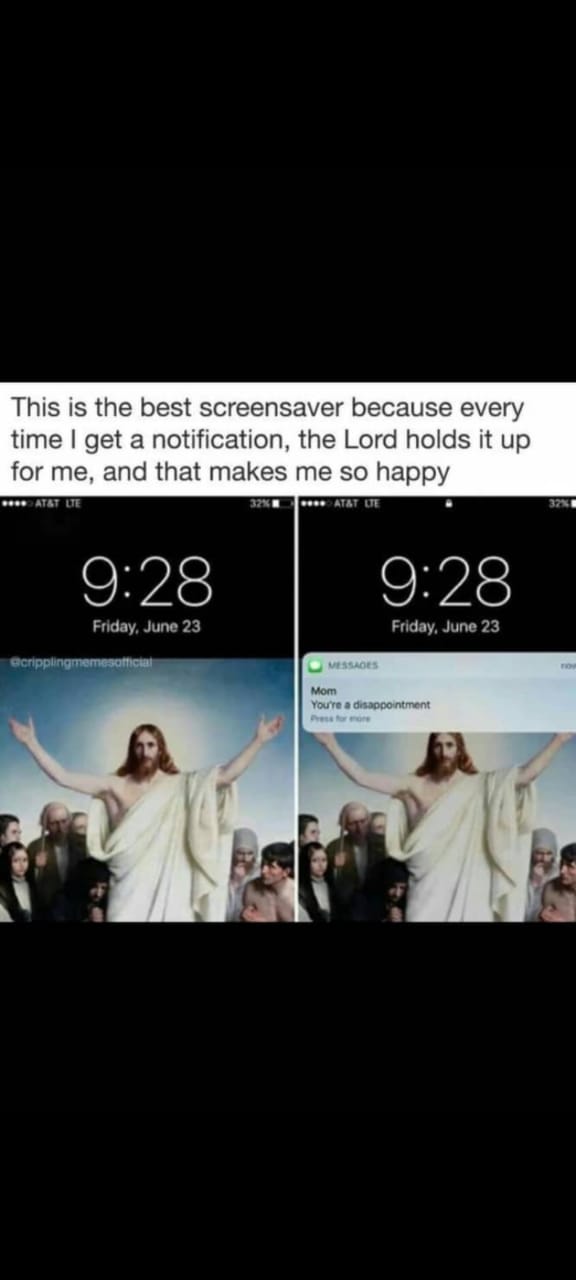 This is the best screensaver because every
time I get a notification, the Lord holds it up
for me, and that makes me so happy
AT&T LTE 32%
9:28
Friday, June 23
@cripplingmemesofficial
AT&T LTE 32%
9:28
Friday, June 23
MESSAGES now
Mom
You're a disappointment
Press for more